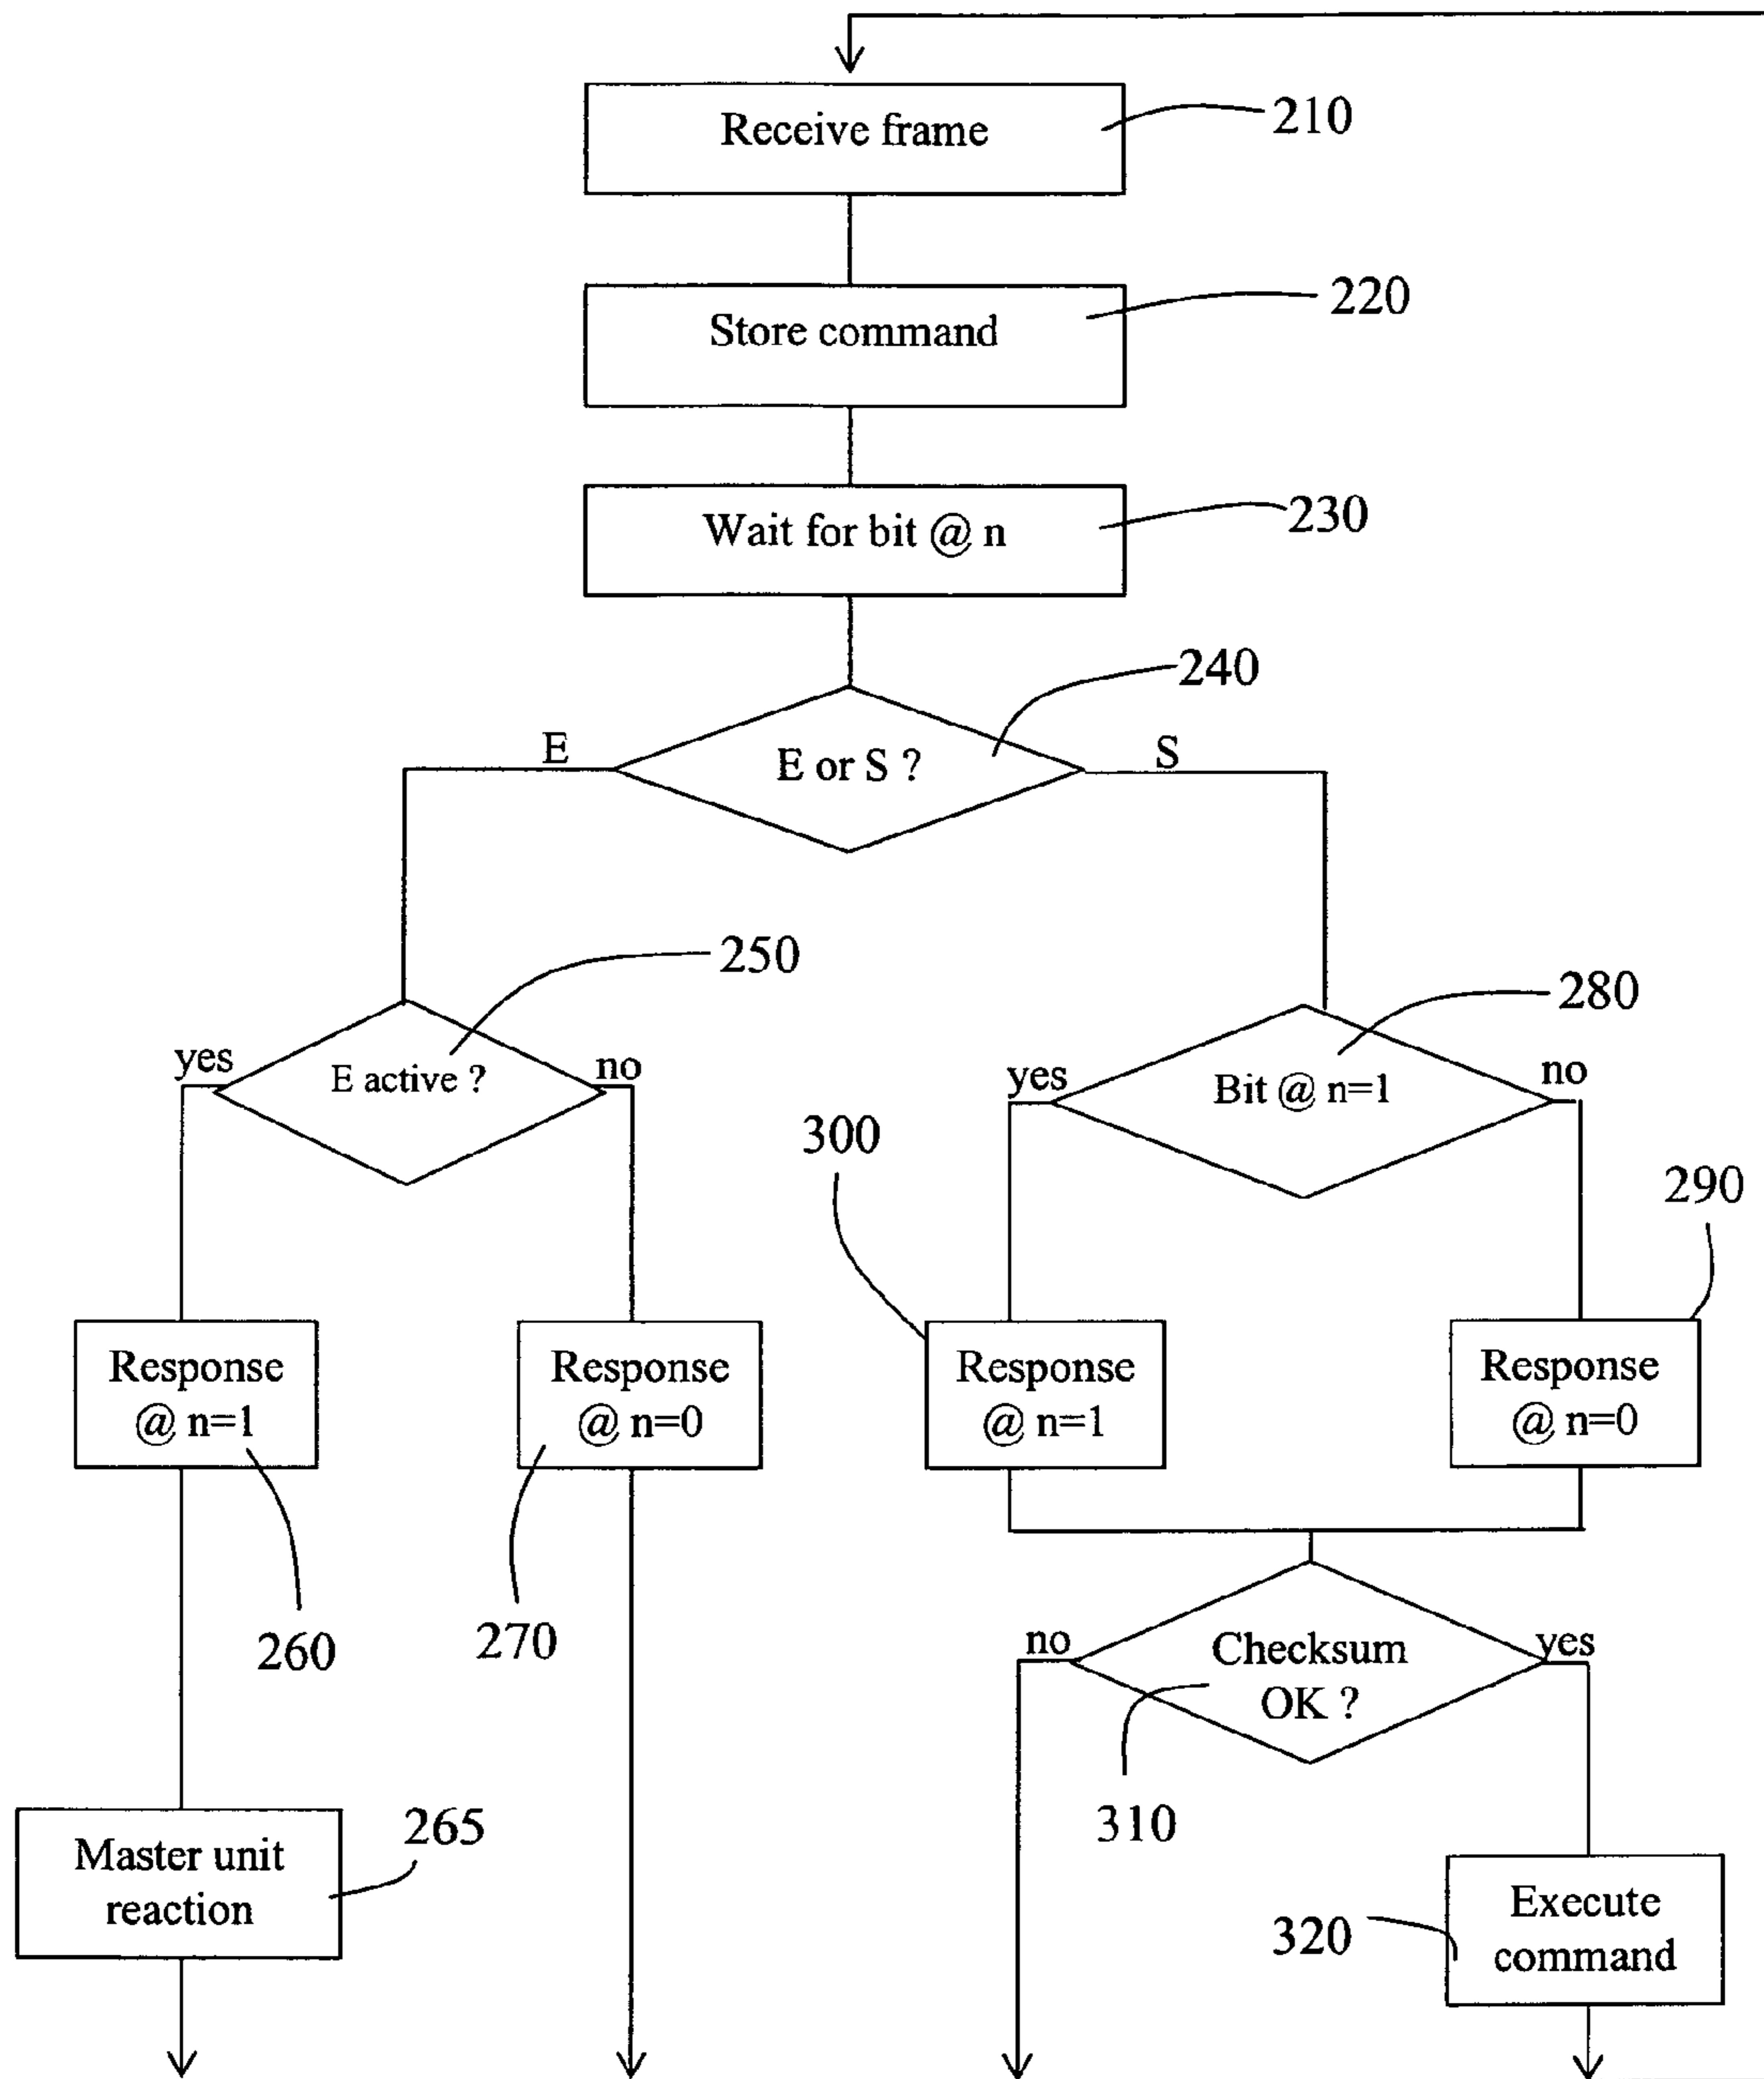 Receive frame
210
Store command
220
Wait for bit @ n
230
240
E
E or S ?
S
250
280
yes
E active ?
no
yes
Bit @ n=1
no
300
290
Response
@ n=1
Response
@ n=0
Response
@ n=1
Response
@ n=0
260
270
no
Checksum
OK ?
yes
310
265
Master unit
reaction
320
Execute
command